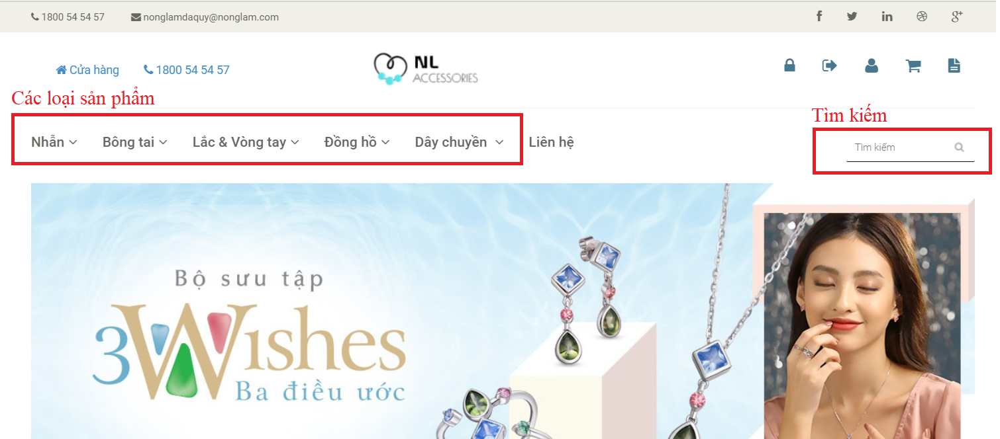 1800 54 54 57 nonglamdaquy@nonglam.com
Cửa hàng 1800 54 54 57
NL
ACCESSORIES
Các loại sản phẩm
Tìm kiếm
Nhẫn Bông tai Lắc & Vòng tay Đồng hồ Dây chuyền Liên hệ
Tìm kiếm
Bộ sưu tập
3Wishes
Ba điều ước